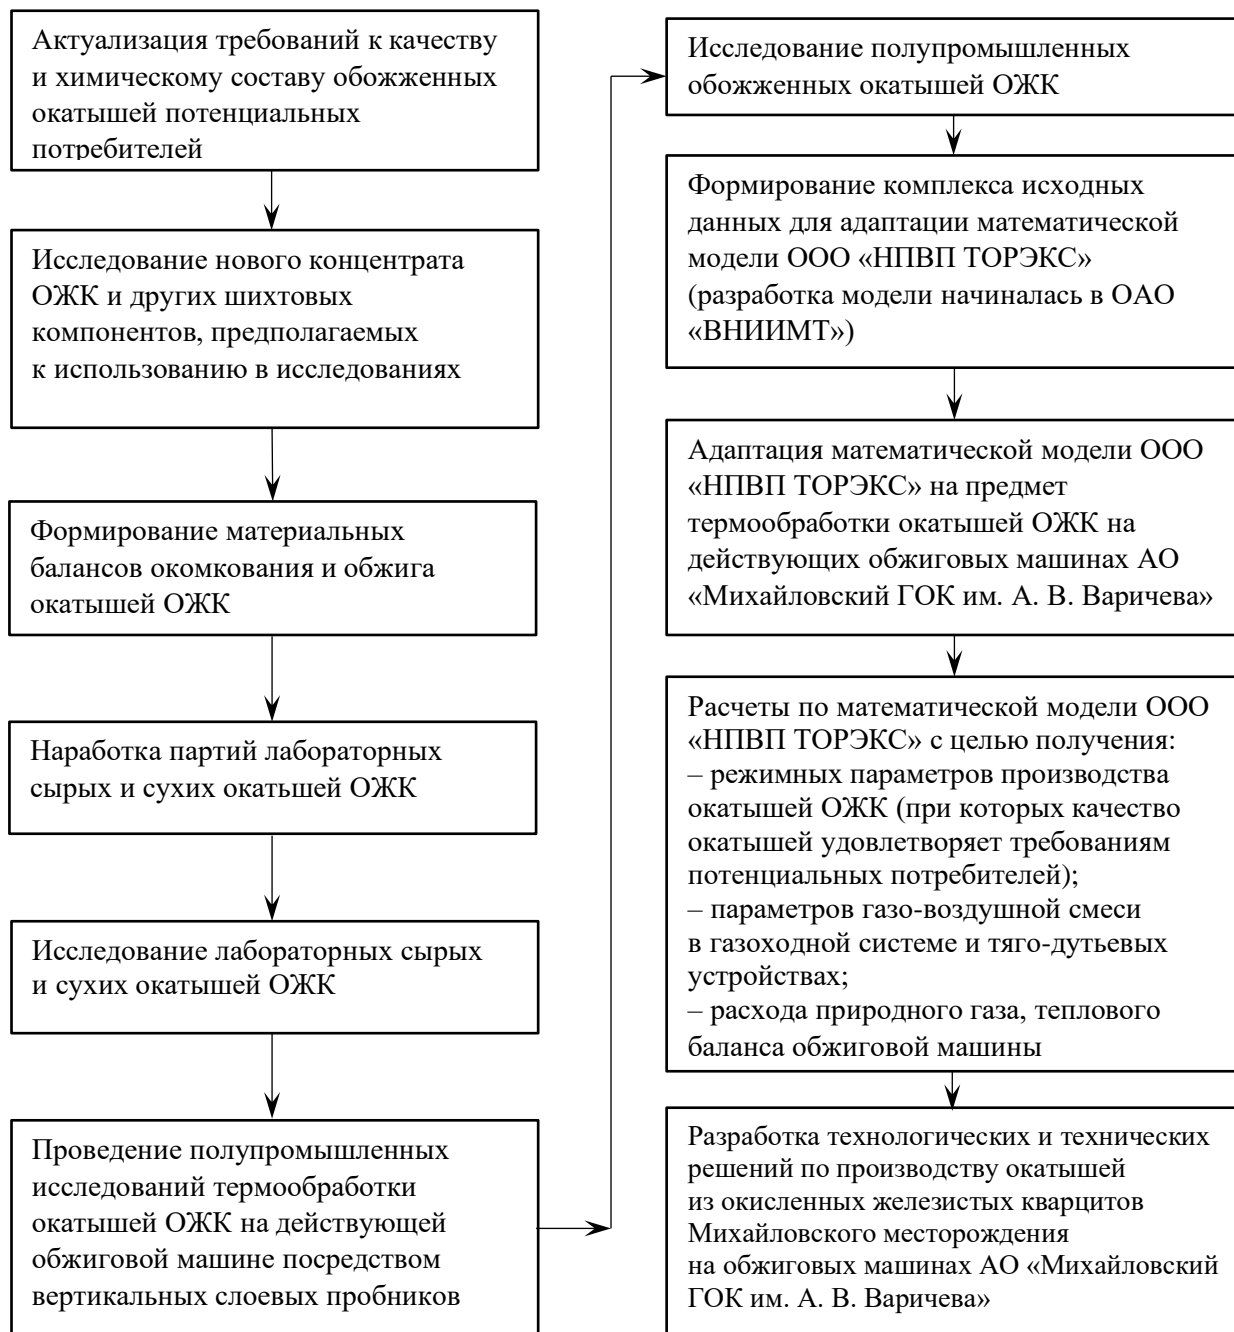 Актуализация требований к качеству
и химическому составу обожженных
окатышей потенциальных
потребителей
Исследование нового концентрата
ОЖК и других шихтовых
компонентов, предполагаемых
к использованию в исследованиях
Формирование материальных
балансов окомкования и обжига
окатышей ОЖК
Наработка партий лабораторных
сырых и сухих окатьшей ОЖК
Исследование лабораторных сырых
и сухих окатышей ОЖК
Проведение полупромышленных
исследований термообработки
окатышей ОЖК на действующей
обжиговой машине посредством
вертикальных слоевых пробников
Исследование полупромышленных
обожженных окатышей ОЖК
Формирование комплекса исходных
данных для адаптации математической
модели ООО «НПВП ТОРЭКС»
(разработка модели начиналась в ОАО
«ВНИИМТ»)
Адаптация математической модели ООО
«НПВП ТОРЭКС» на предмет
термообработки окатышей ОЖК на
действующих обжиговых машинах АО
«Михайловский ГОК им. А. В. Варичева»
Расчеты по математической модели ООО
«НПВП ТОРЭКС» с целью получения:
– режимных параметров производства
окатышей ОЖК (при которых качество
окатышей удовлетворяет требованиям
потенциальных потребителей);
– параметров газо-воздушной смеси
в газоходной системе и тяго-дутьевых
устройствах;
– расхода природного газа, теплового
баланса обжиговой машины
Разработка технологических и технических
решений по производству окатышей
из окисленных железистых кварцитов
Михайловского месторождения
на обжиговых машинах АО «Михайловский
ГОК им. А. В. Варичева»